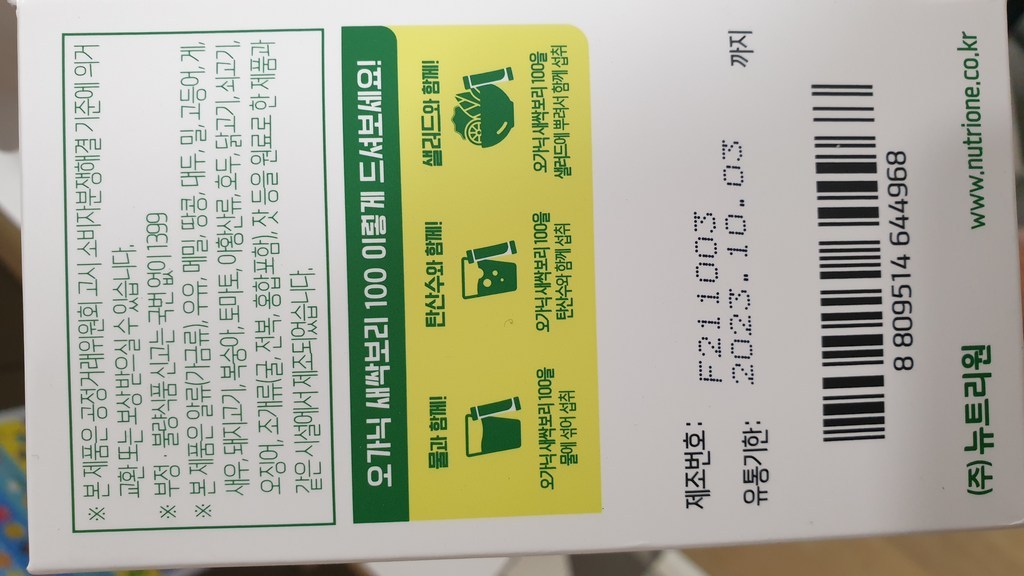 ※ 본 제품은 공정거래위원회 고시 소비자분쟁해결 기준에 의거
교환 또는 보상 받으실 수 있습니다.
※ 부정·불량식품 신고는 국번 없이 1399
※ 본 제품은 알류(가금류), 우유, 메밀, 땅콩, 대두, 밀, 고등어, 게,
새우, 돼지고기, 복숭아, 토마토, 아황산류, 호두, 닭고기, 쇠고기,
오징어, 조개류(굴, 전복, 홍합 포함), 잣 등을 원료로 한 제품과
같은 시설에서 제조되었습니다.
오가닉 새싹보리 100 이렇게 드셔보세요!
물과 함께!
오가닉 새싹보리 100을
물에 섞어 섭취
탄산수와 함께!
오가닉 새싹보리 100을
탄산수와 함께 섭취
샐러드와 함께!
오가닉 새싹보리 100을
샐러드에 뿌려서 함께 섭취
제조번호: F211003
유통기한: 2023.10.03 까지
8 809514 644968
(주)뉴트리원 www.nutrione.co.kr